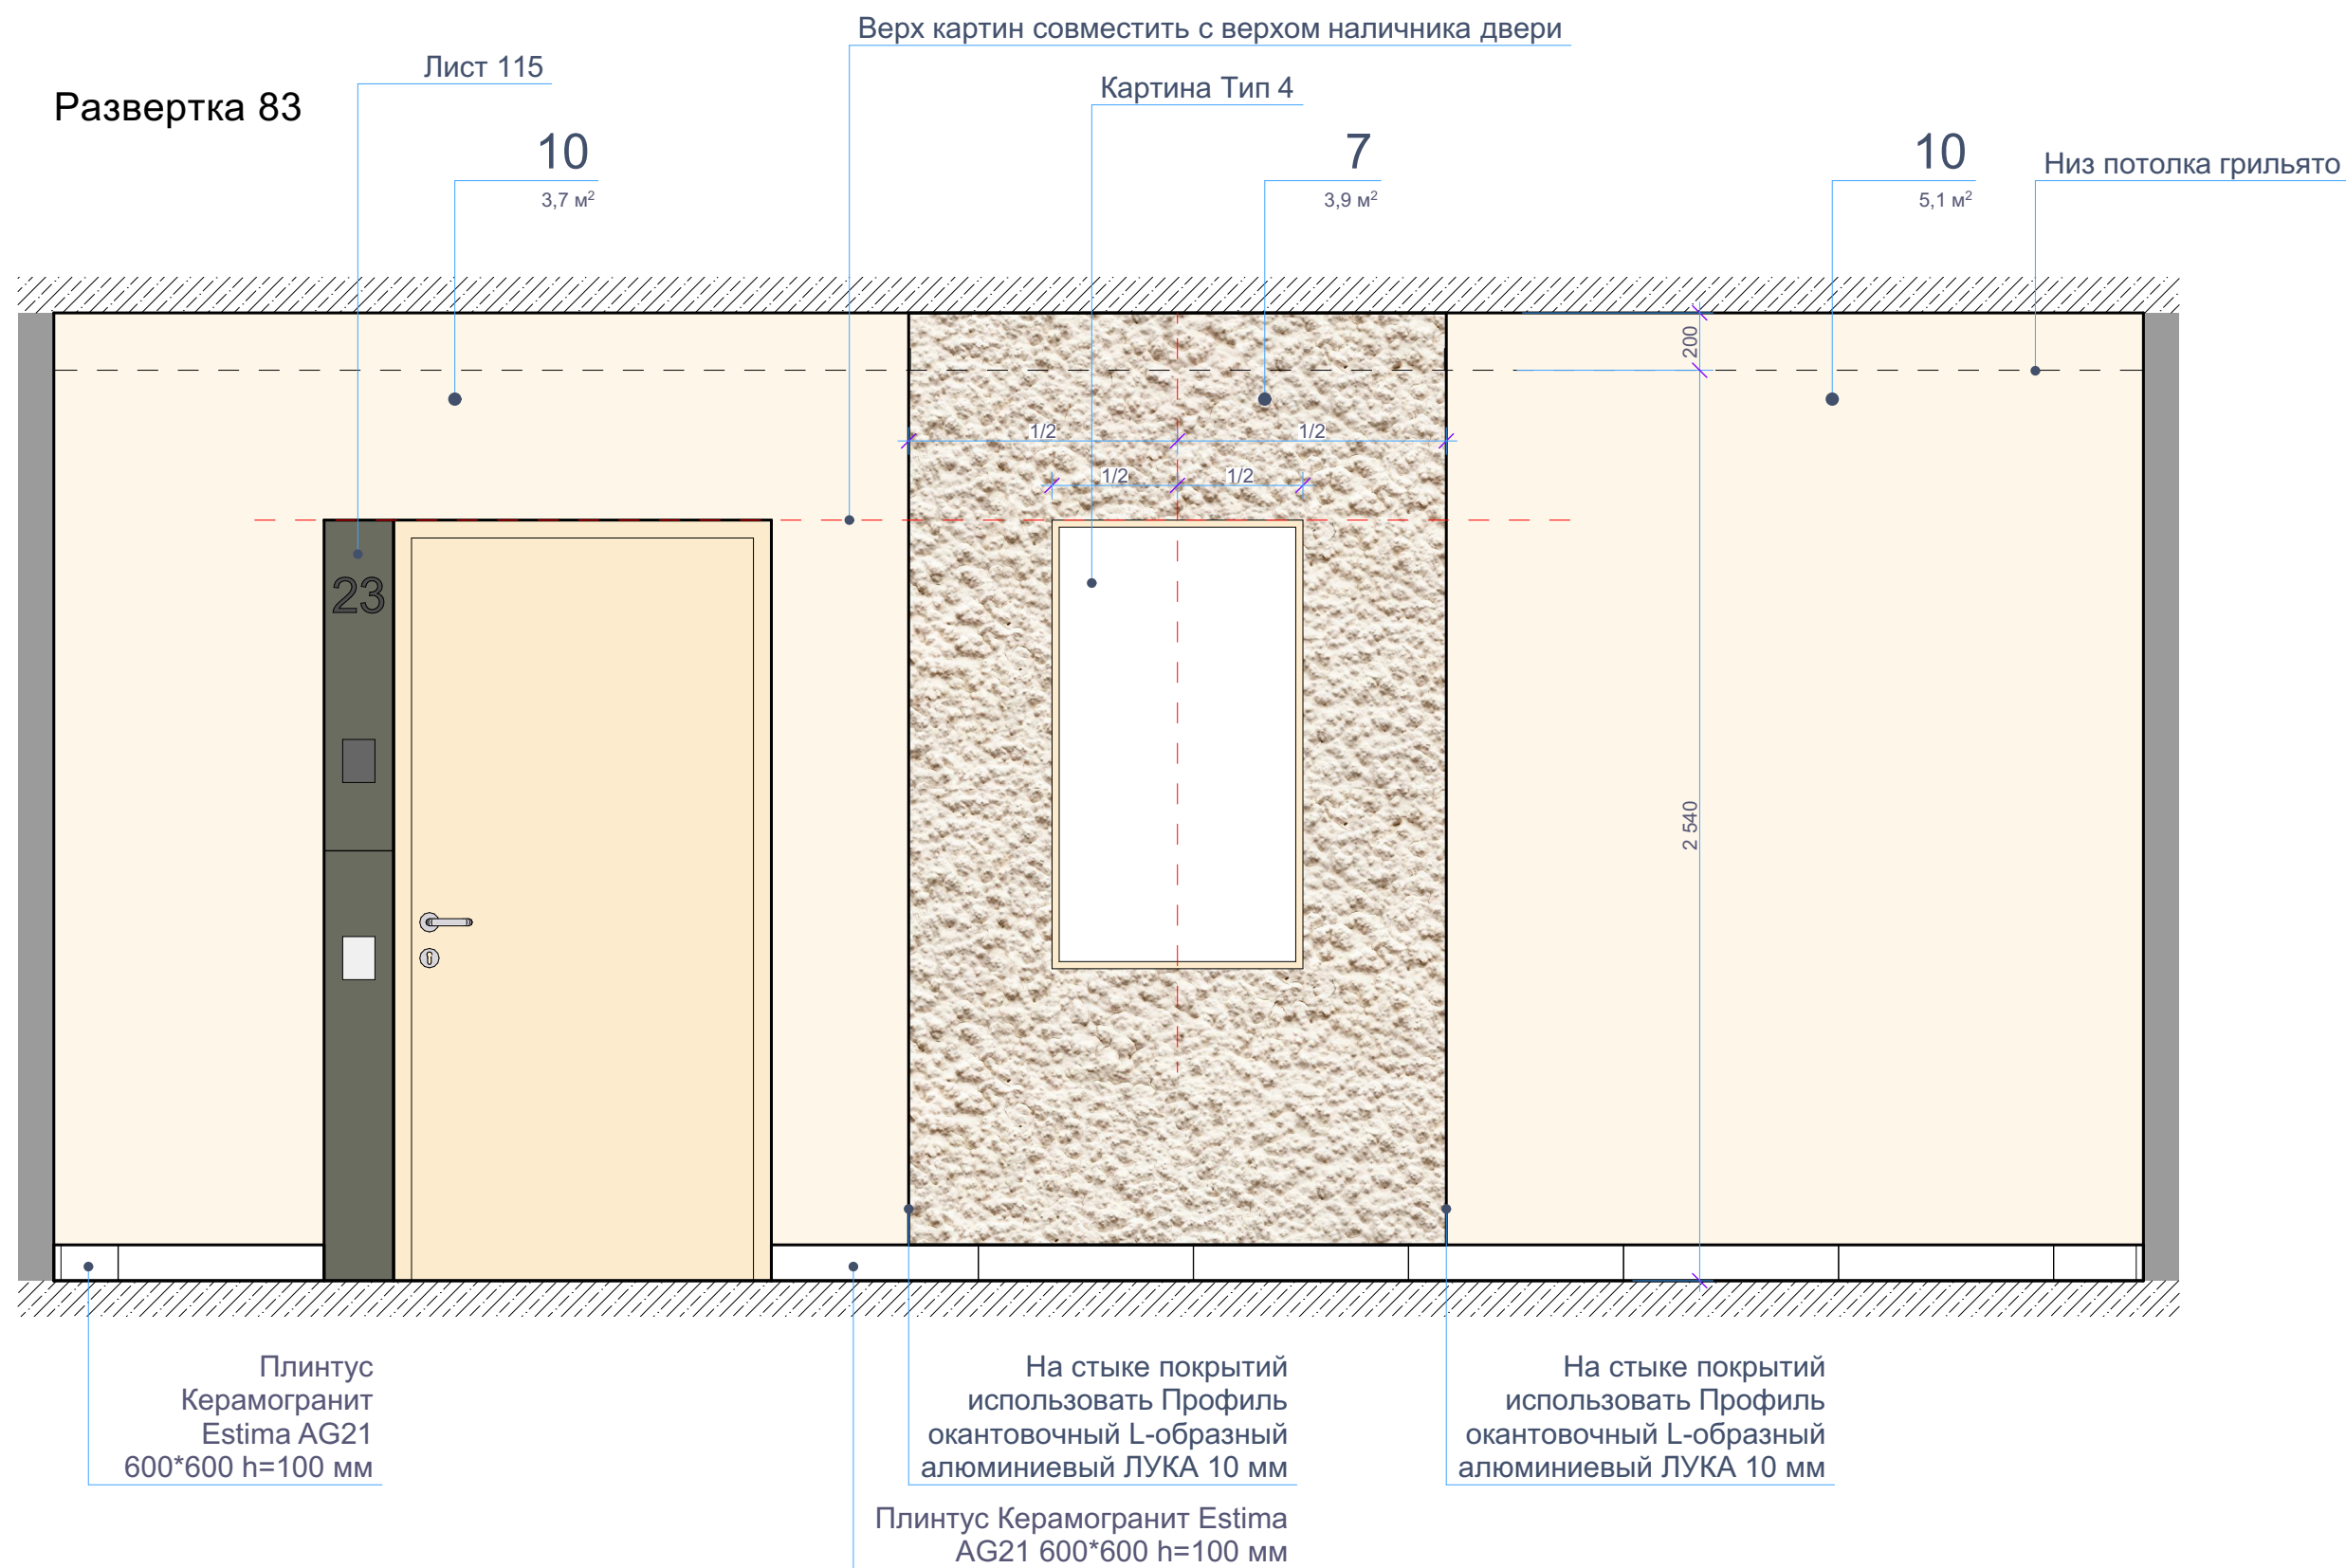 Верх картин совместить с верхом наличника двери
Лист 115
Картина Тип 4
Развертка 83
10
3,7 м²
7
3,9 м²
10
5,1 м²
Низ потолка грильято
200
1/2
1/2
1/2
1/2
23
2 540
Плинтус
Керамогранит
Estima AG21
600*600 h=100 мм
На стыке покрытий
использовать Профиль
окантовочный L-образный
алюминиевый ЛУКА 10 мм
На стыке покрытий
использовать Профиль
окантовочный L-образный
алюминиевый ЛУКА 10 мм
Плинтус Керамогранит Estima
AG21 600*600 h=100 мм